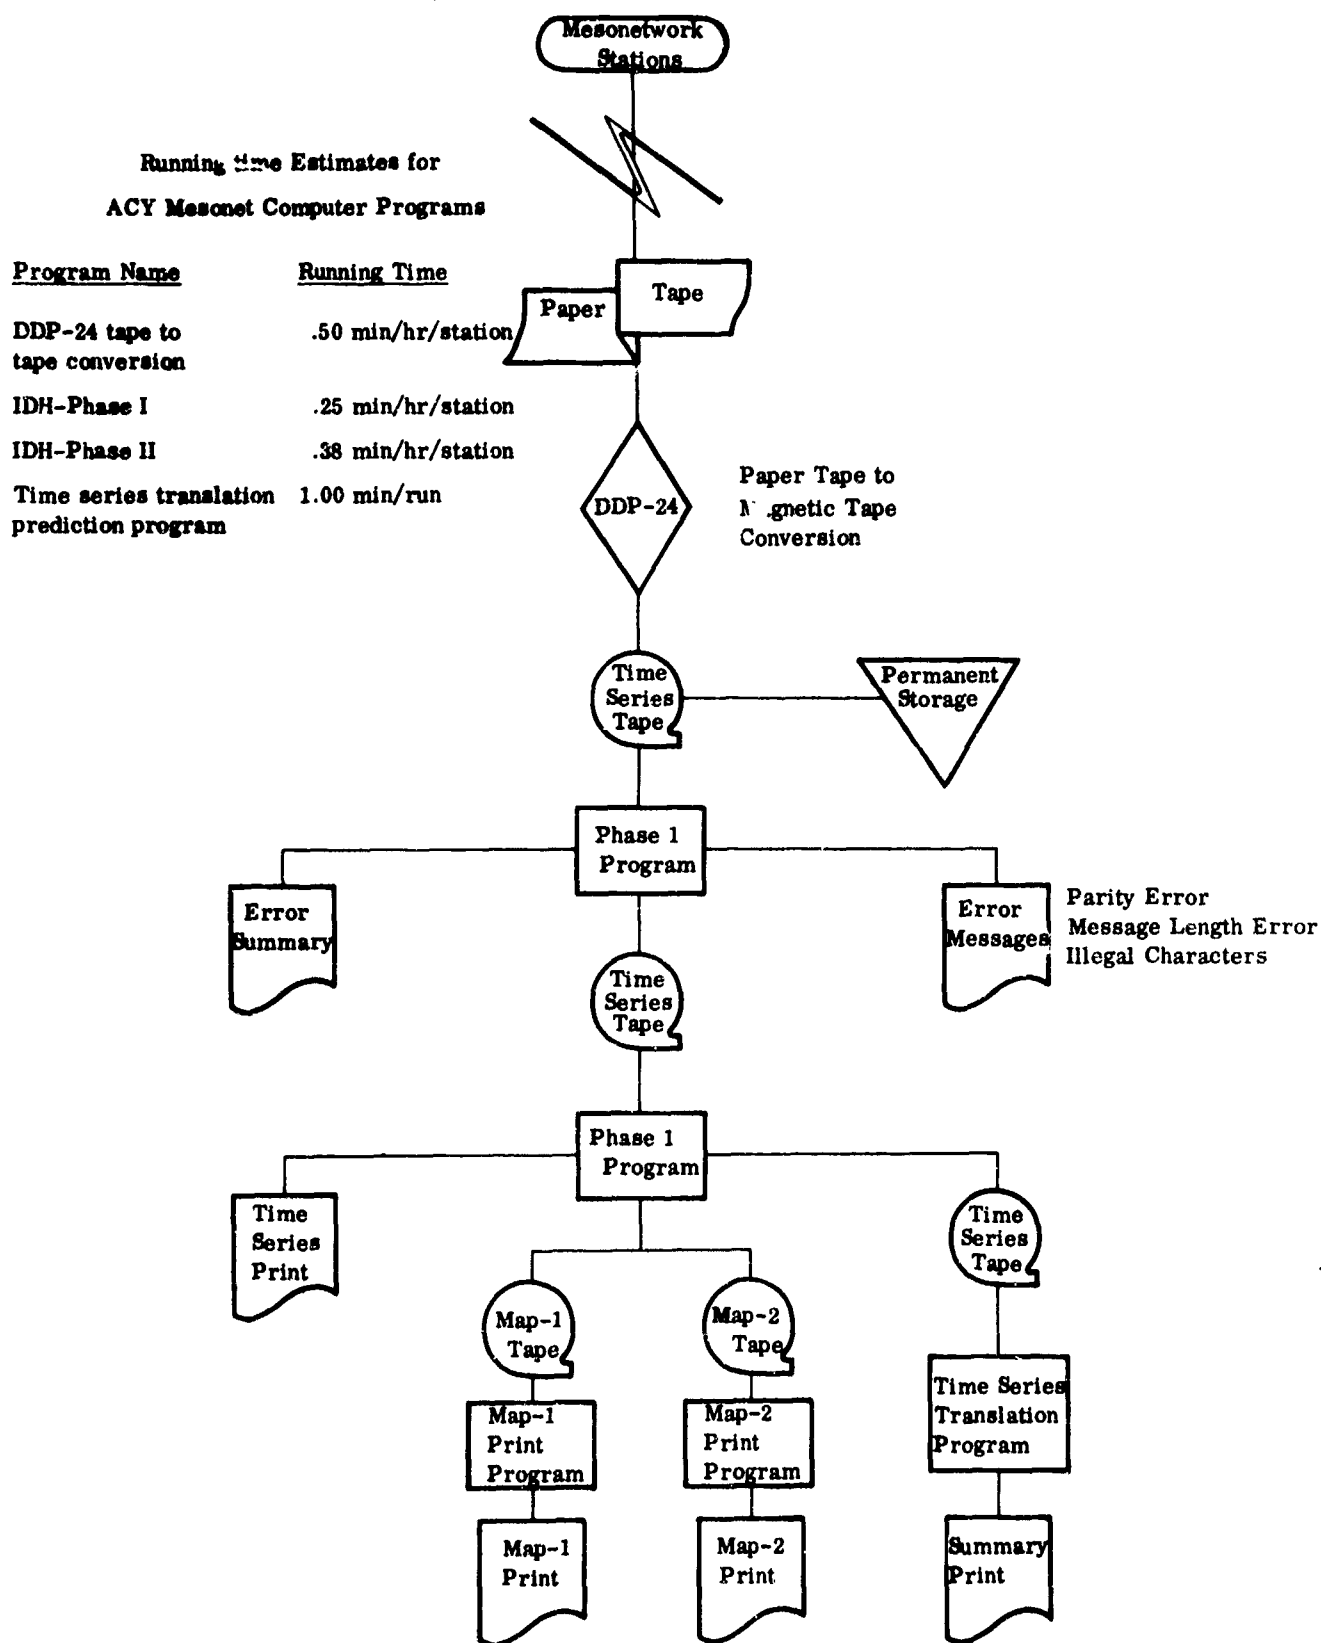 Mesonetwork
Stations
Running time Estimates for
ACY Mesonet Computer Programs
Program Name Running Time
DDP-24 tape to .50 min/hr/station
tape conversion
IDH-Phase I .25 min/hr/station
IDH-Phase II .38 min/hr/station
Time series translation 1.00 min/run
prediction program
Paper
Tape
DDP-24
Paper Tape to
Magnetic Tape
Conversion
Time
Series
Tape
Permanent
Storage
Phase 1
Program
Error
Summary
Error
Messages
Parity Error
Message Length Error
Illegal Characters
Time
Series
Tape
Phase 1
Program
Time
Series
Print
Time
Series
Tape
Map-1
Tape
Map-2
Tape
Map-1
Print
Program
Map-2
Print
Program
Time Series
Translation
Program
Map-1
Print
Map-2
Print
Summary
Print